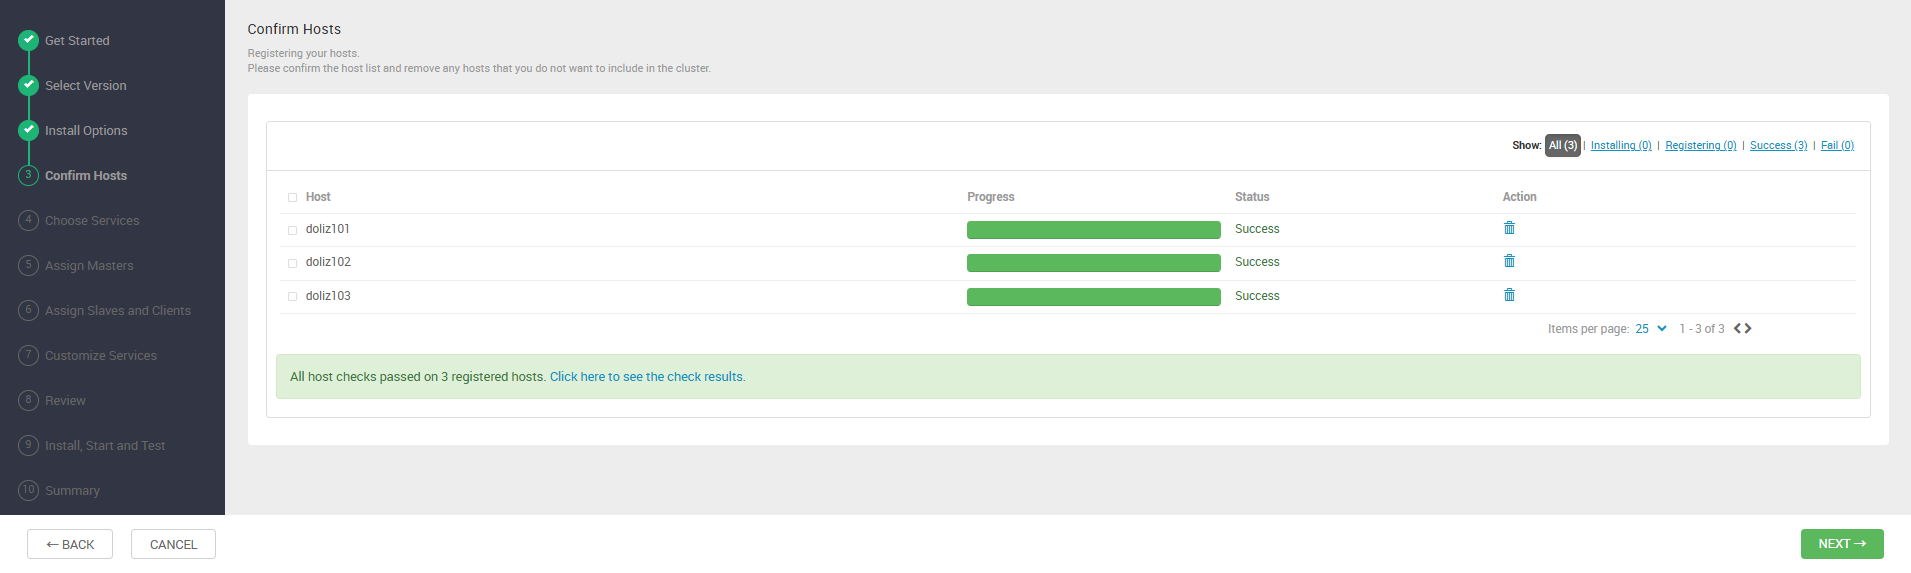 Get Started
Select Version
Install Options
3 Confirm Hosts
4 Choose Services
5 Assign Masters
6 Assign Slaves and Clients
7 Customize Services
8 Review
9 Install, Start and Test
10 Summary
Confirm Hosts
Registering your hosts.
Please confirm the host list and remove any hosts that you do not want to include in the cluster.
Show: All (3) | Installing (0) | Registering (0) | Success (3) | Fail (0)
Host Progress Status Action
doliz101 Success
doliz102 Success
doliz103 Success
Items per page: 25 1 - 3 of 3
All host checks passed on 3 registered hosts. Click here to see the check results.
← BACK CANCEL NEXT →